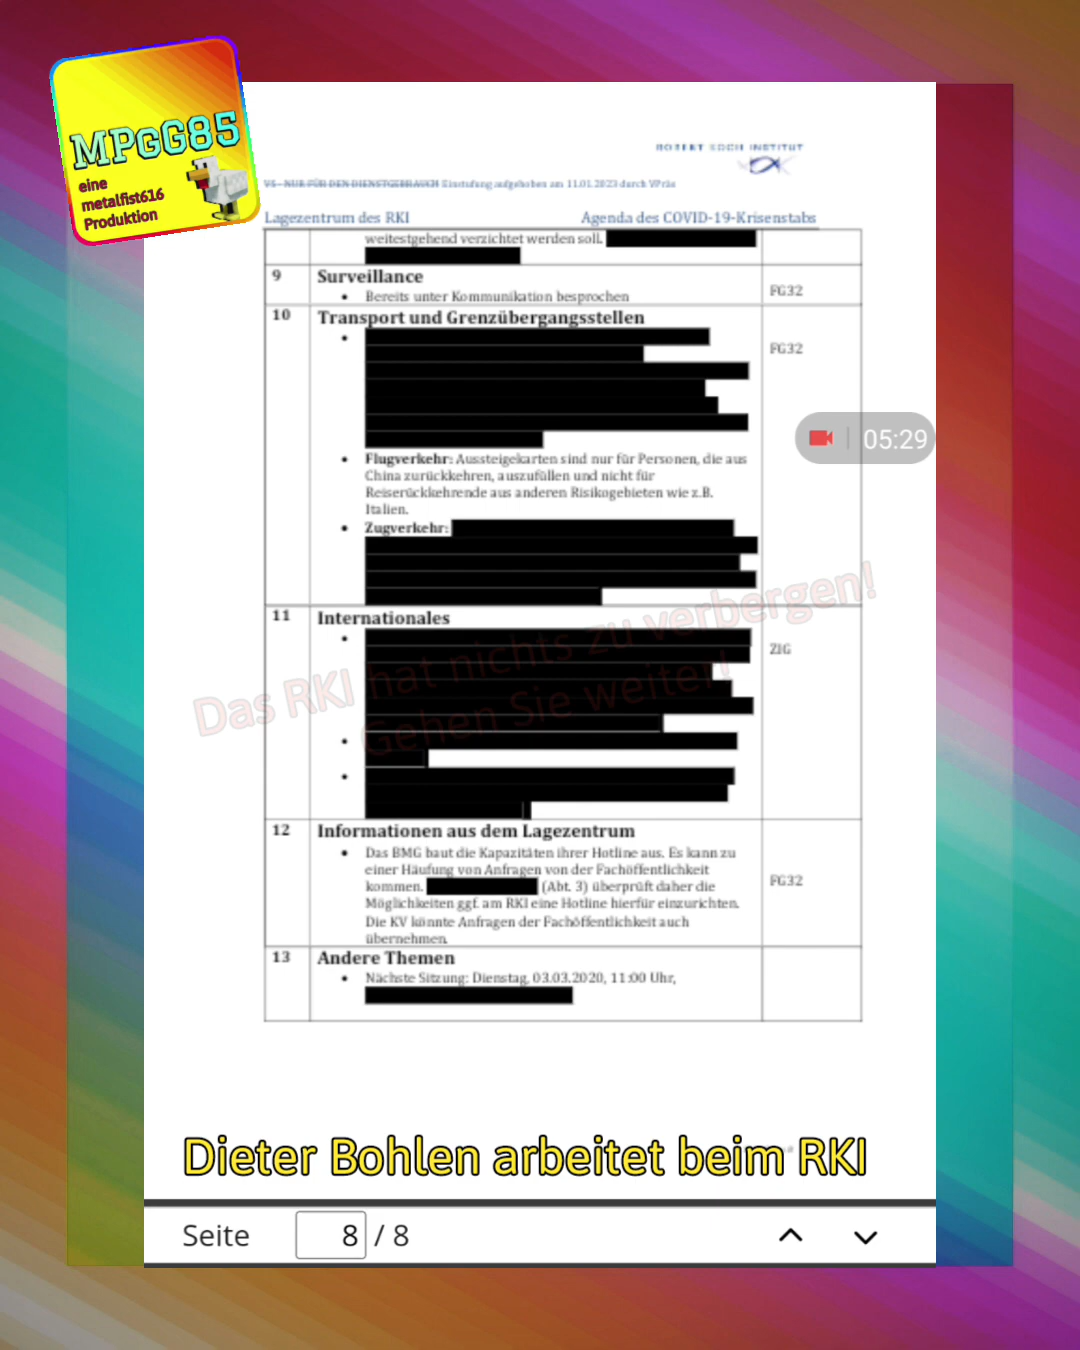 MPGG85
eine
metalfist616
Produktion
ROBERT KOCH INSTITUT
VS - NUR FÜR DEN DIENSTGEBRAUCH Einstufung aufgehoben am 11.01.2023 durch VPräs
Lagezentrum des RKI Agenda des COVID-19-Krisenstabs
weitestgehend verzichtet werden soll.
9 Surveillance
• Bereits unter Kommunikation besprochen FG32
10 Transport und Grenzübergangsstellen
FG32
05:29
• Flugverkehr: Aussteigekarten sind nur für Personen, die aus
China zurückkehren, auszufüllen und nicht für
Reiserückkehrende aus anderen Risikogebieten wie z.B.
Italien.
• Zugverkehr:
11 Internationales
ZIG
Das RKI hat nichts zu verbergen!
Gehen Sie weiter!
12 Informationen aus dem Lagezentrum
• Das BMG baut die Kapazitäten ihrer Hotline aus. Es kann zu
einer Häufung von Anfragen von der Fachöffentlichkeit
kommen. (Abt. 3) überprüft daher die FG32
Möglichkeiten ggf. am RKI eine Hotline hierfür einzurichten.
Die KV könnte Anfragen der Fachöffentlichkeit auch
übernehmen.
13 Andere Themen
• Nächste Sitzung: Dienstag, 03.03.2020, 11:00 Uhr,
Dieter Bohlen arbeitet beim RKI
Seite 8 / 8